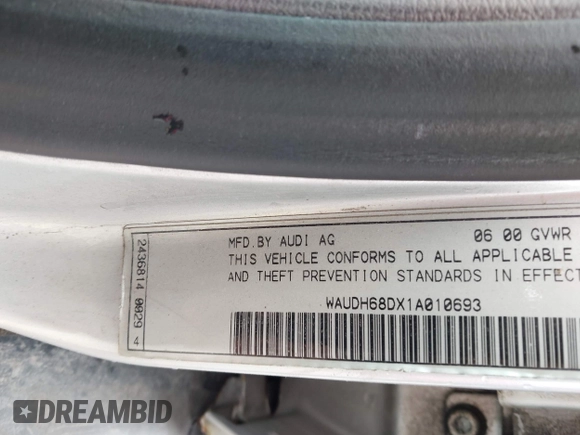 MFD.BY AUDI AG 06 00 GVWR
THIS VEHICLE CONFORMS TO ALL APPLICABLE
AND THEFT PREVENTION STANDARDS IN EFFECT
WAUDH68DX1A010693
2436814 0029 4
DREAMBID